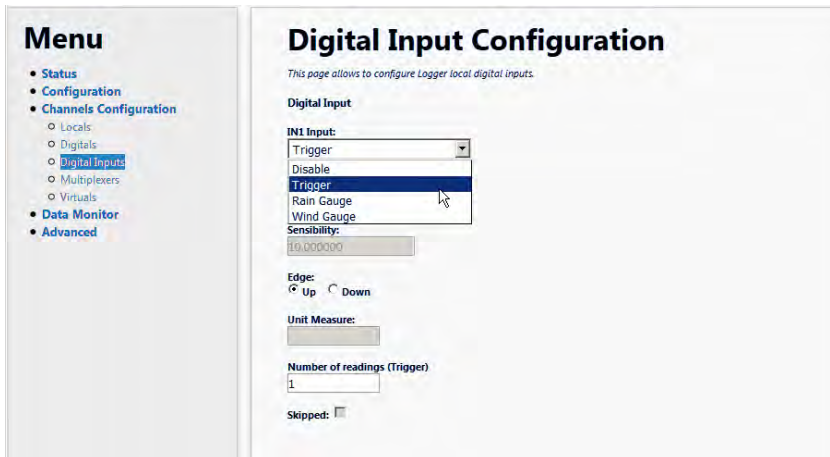 Menu
Status
Configuration
Channels Configuration
Locals
Digitals
Digital Inputs
Multiplexers
Virtuals
Data Monitor
Advanced
Digital Input Configuration
This page allows to configure Logger local digital inputs.
Digital Input
IN1 Input:
Trigger
Disable
Trigger
Rain Gauge
Wind Gauge
Sensibility:
10.000000
Edge:
Up Down
Unit Measure:
Number of readings (Trigger)
1
Skipped: